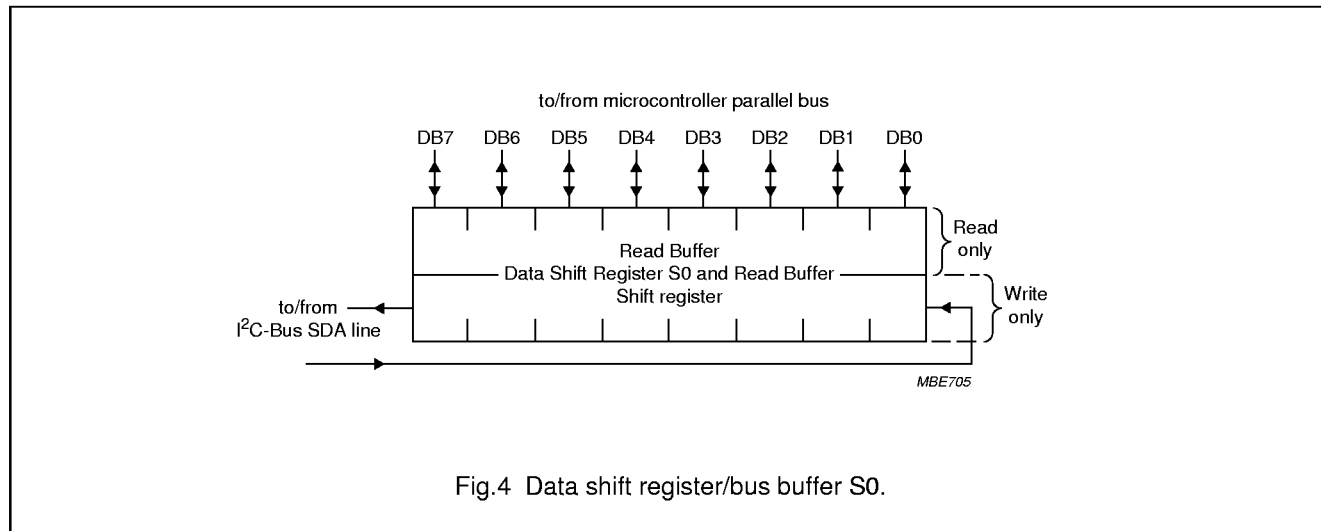 to/from microcontroller parallel bus
DB7 DB6 DB5 DB4 DB3 DB2 DB1 DB0
Read Buffer
Data Shift Register S0 and Read Buffer
Shift register
Read
only
Write
only
to/from
I²C-Bus SDA line
MBE705
Fig.4 Data shift register/bus buffer S0.